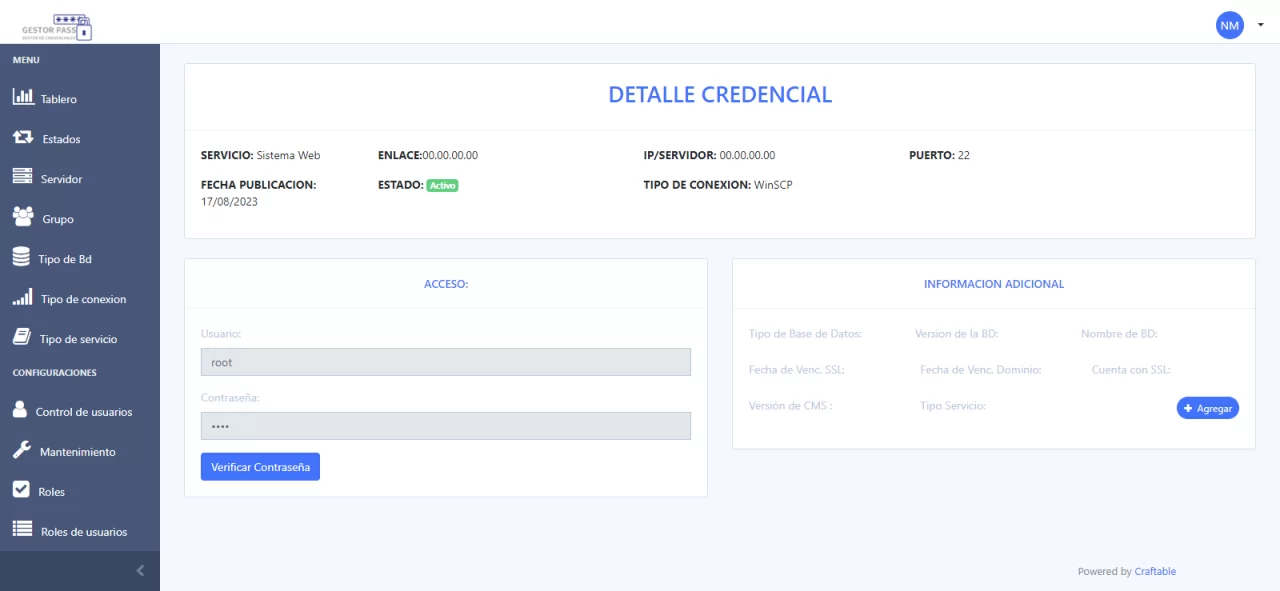 ****
GESTOR PASS
NM
MENU
Tablero
Estados
Servidor
Grupo
Tipo de Bd
Tipo de conexion
Tipo de servicio
CONFIGURACIONES
Control de usuarios
Mantenimiento
Roles
Roles de usuarios
DETALLE CREDENCIAL
SERVICIO: Sistema Web ENLACE:00.00.00.00 IP/SERVIDOR: 00.00.00.00 PUERTO: 22
FECHA PUBLICACION: ESTADO: Activo TIPO DE CONEXION: WinSCP
17/08/2023
ACCESO:
Usuario:
root
Contraseña:
••••
Verificar Contraseña
INFORMACION ADICIONAL
Tipo de Base de Datos: Version de la BD: Nombre de BD:
Fecha de Venc. SSL: Fecha de Venc. Dominio: Cuenta con SSL:
Versión de CMS : Tipo Servicio: Agregar
Powered by Craftable